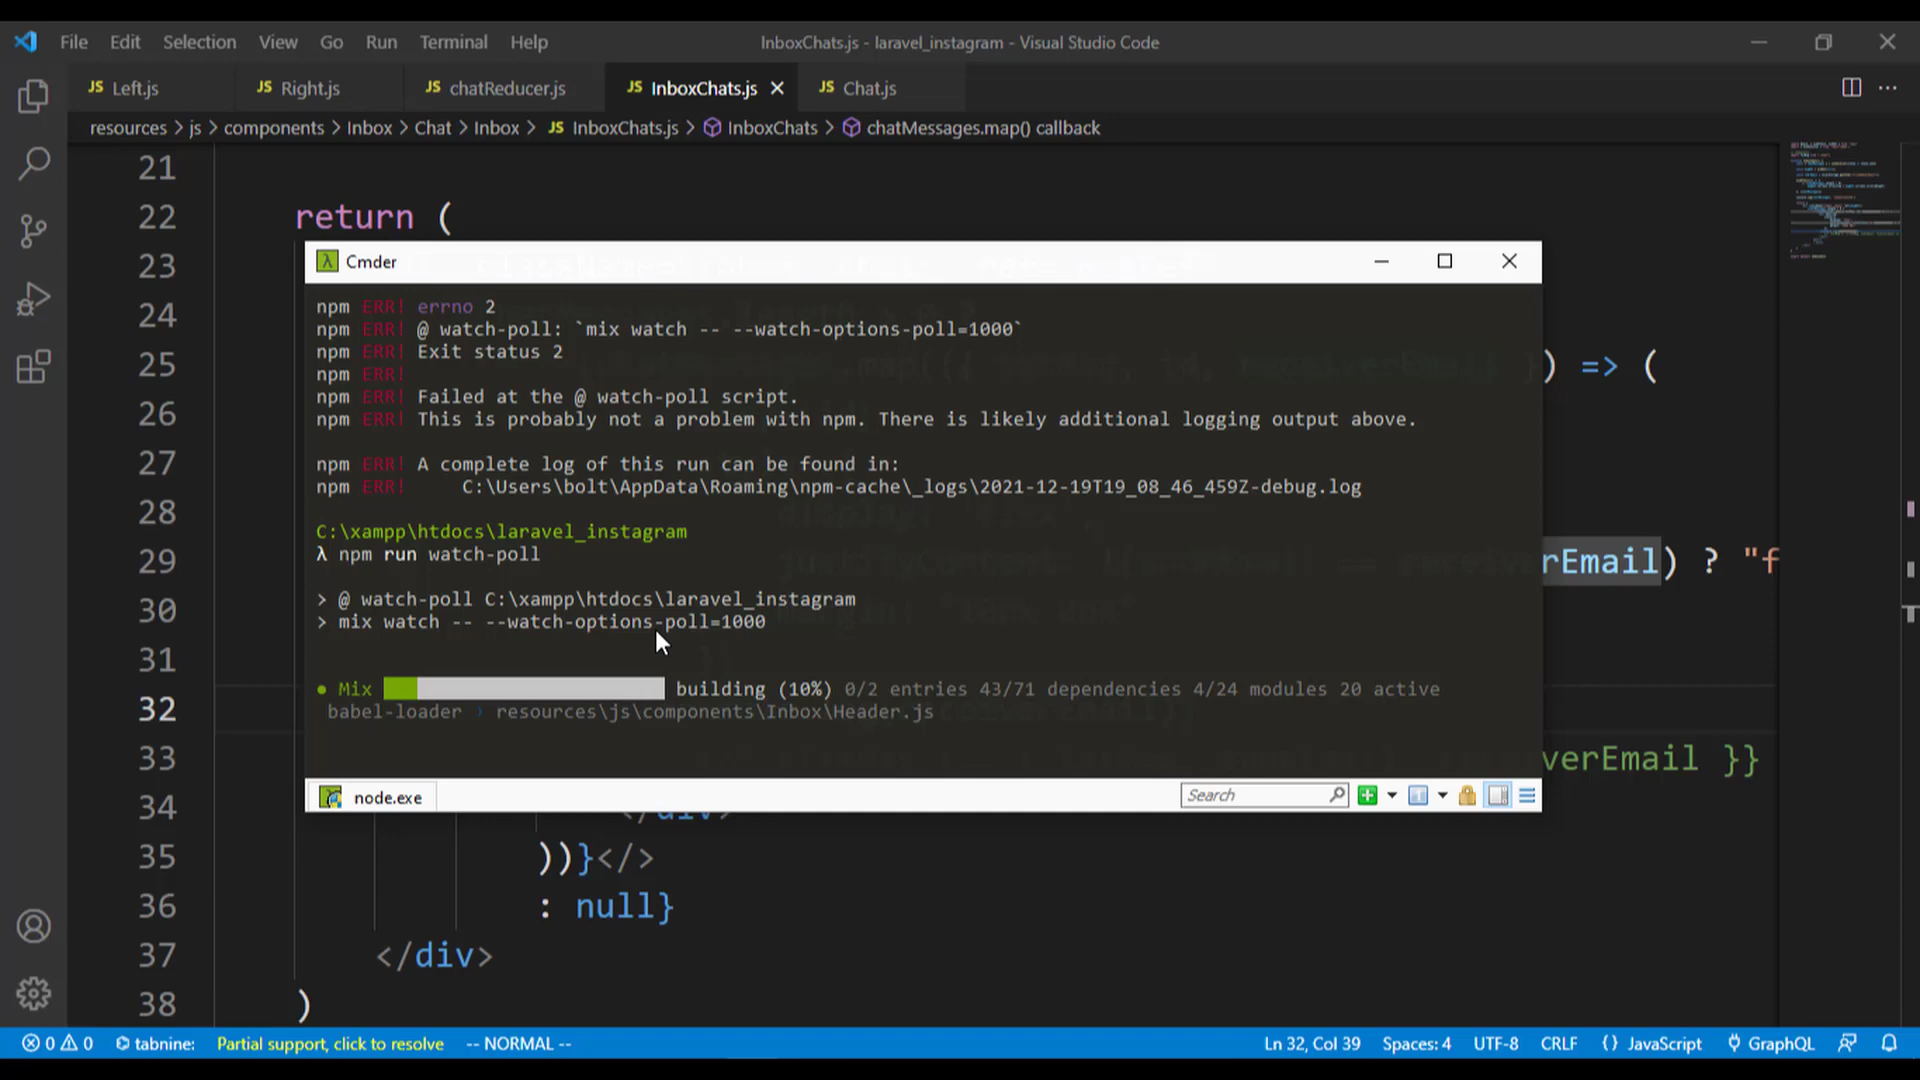 File Edit Selection View Go Run Terminal Help InboxChats.js - laravel_instagram - Visual Studio Code
JS Left.js JS Right.js JS chatReducer.js JS InboxChats.js JS Chat.js
resources > js > components > Inbox > Chat > Inbox > JS InboxChats.js > InboxChats > chatMessages.map() callback
21
22 return (
23
Cmder
npm ERR! errno 2
24
npm ERR! @ watch-poll: `mix watch -- --watch-options-poll=1000`
npm ERR! Exit status 2
25 ) => (
npm ERR!
npm ERR! Failed at the @ watch-poll script.
26
npm ERR! This is probably not a problem with npm. There is likely additional logging output above.
27
npm ERR! A complete log of this run can be found in:
npm ERR! C:\Users\bolt\AppData\Roaming\npm-cache\_logs\2021-12-19T19_08_46_459Z-debug.log
28
C:\xampp\htdocs\laravel_instagram
λ npm run watch-poll
29 rEmail) ? "f
> @ watch-poll C:\xampp\htdocs\laravel_instagram
30
> mix watch -- --watch-options-poll=1000
31
Mix building (10%) 0/2 entries 43/71 dependencies 4/24 modules 20 active
32
babel-loader › resources\js\components\Inbox\Header.js
33 verEmail }}
node.exe Search
34 </div>
35 ))}</>
36 : null}
37 </div>
38 )
0 0 tabnine: Partial support, click to resolve -- NORMAL -- Ln 32, Col 39 Spaces: 4 UTF-8 CRLF {} JavaScript GraphQL